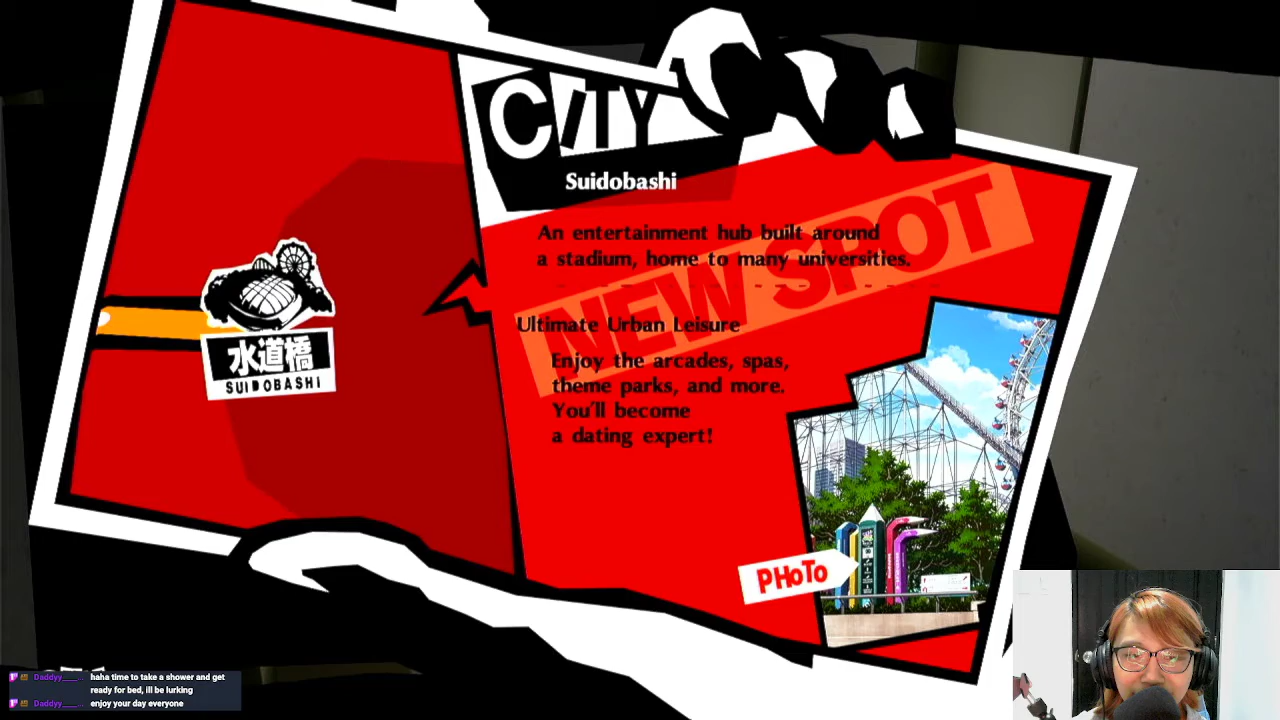 CITY
Suidobashi
NEW SPOT
An entertainment hub built around
a stadium, home to many universities.
Ultimate Urban Leisure
Enjoy the arcades, spas,
theme parks, and more.
You'll become
a dating expert!
水道橋
SUIDOBASHI
PHOTO
Daddyy____: haha time to take a shower and get
ready for bed, ill be lurking
Daddyy____: enjoy your day everyone